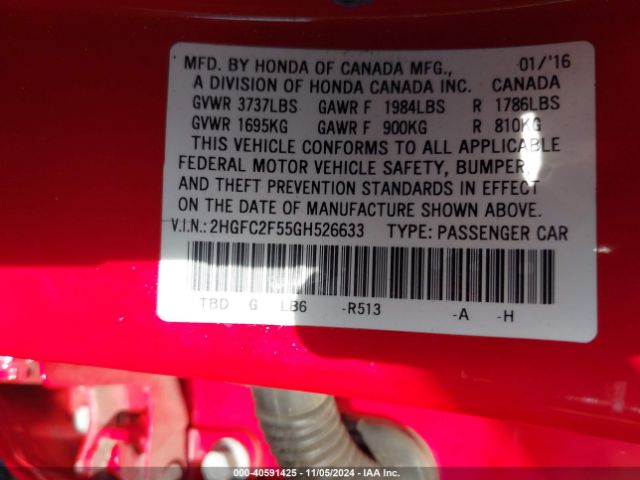 MFD. BY HONDA OF CANADA MFG., 01/'16
A DIVISION OF HONDA CANADA INC. CANADA
GVWR 3737LBS GAWR F 1984LBS R 1786LBS
GVWR 1695KG GAWR F 900KG R 810KG
THIS VEHICLE CONFORMS TO ALL APPLICABLE
FEDERAL MOTOR VEHICLE SAFETY, BUMPER,
AND THEFT PREVENTION STANDARDS IN EFFECT
ON THE DATE OF MANUFACTURE SHOWN ABOVE.
V.I.N.: 2HGFC2F55GH526633 TYPE: PASSENGER CAR
TBD G LB6 -R513 -A -H
000-40591425 - 11/05/2024 - IAA Inc.